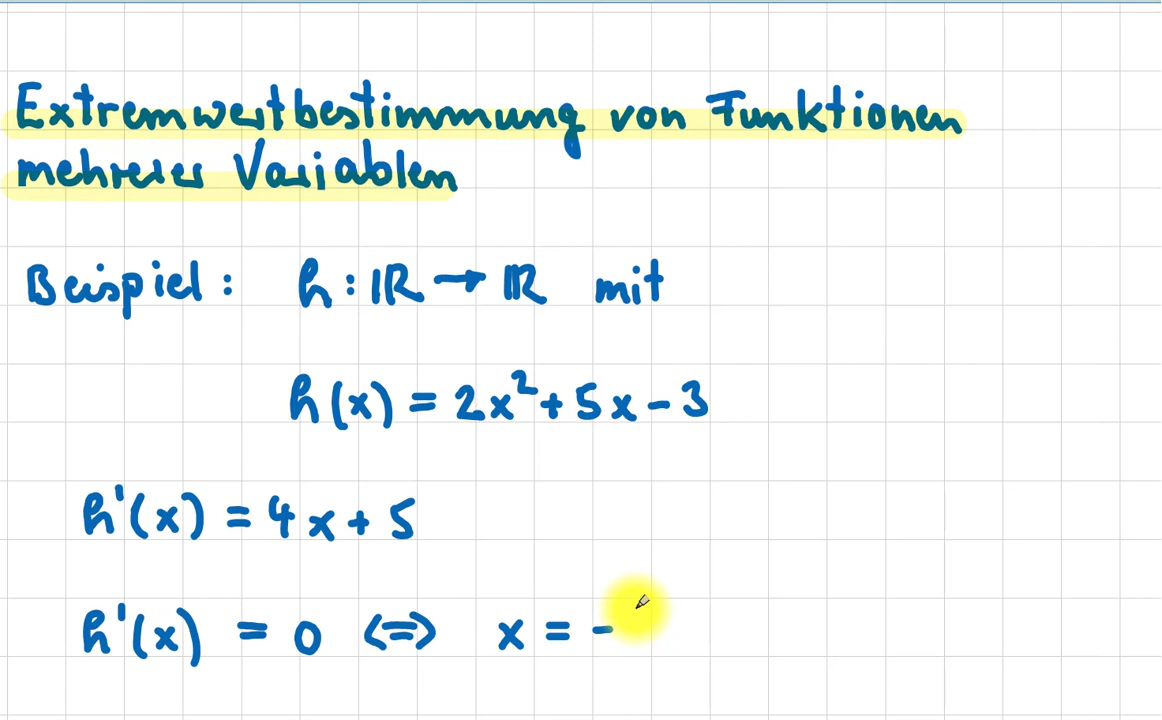 Extremwertbestimmung von Funktionen
mehrerer Variablen
Beispiel: h: ℝ → ℝ mit
h(x) = 2x² + 5x - 3
h'(x) = 4x + 5
h'(x) = 0 <=> x = -